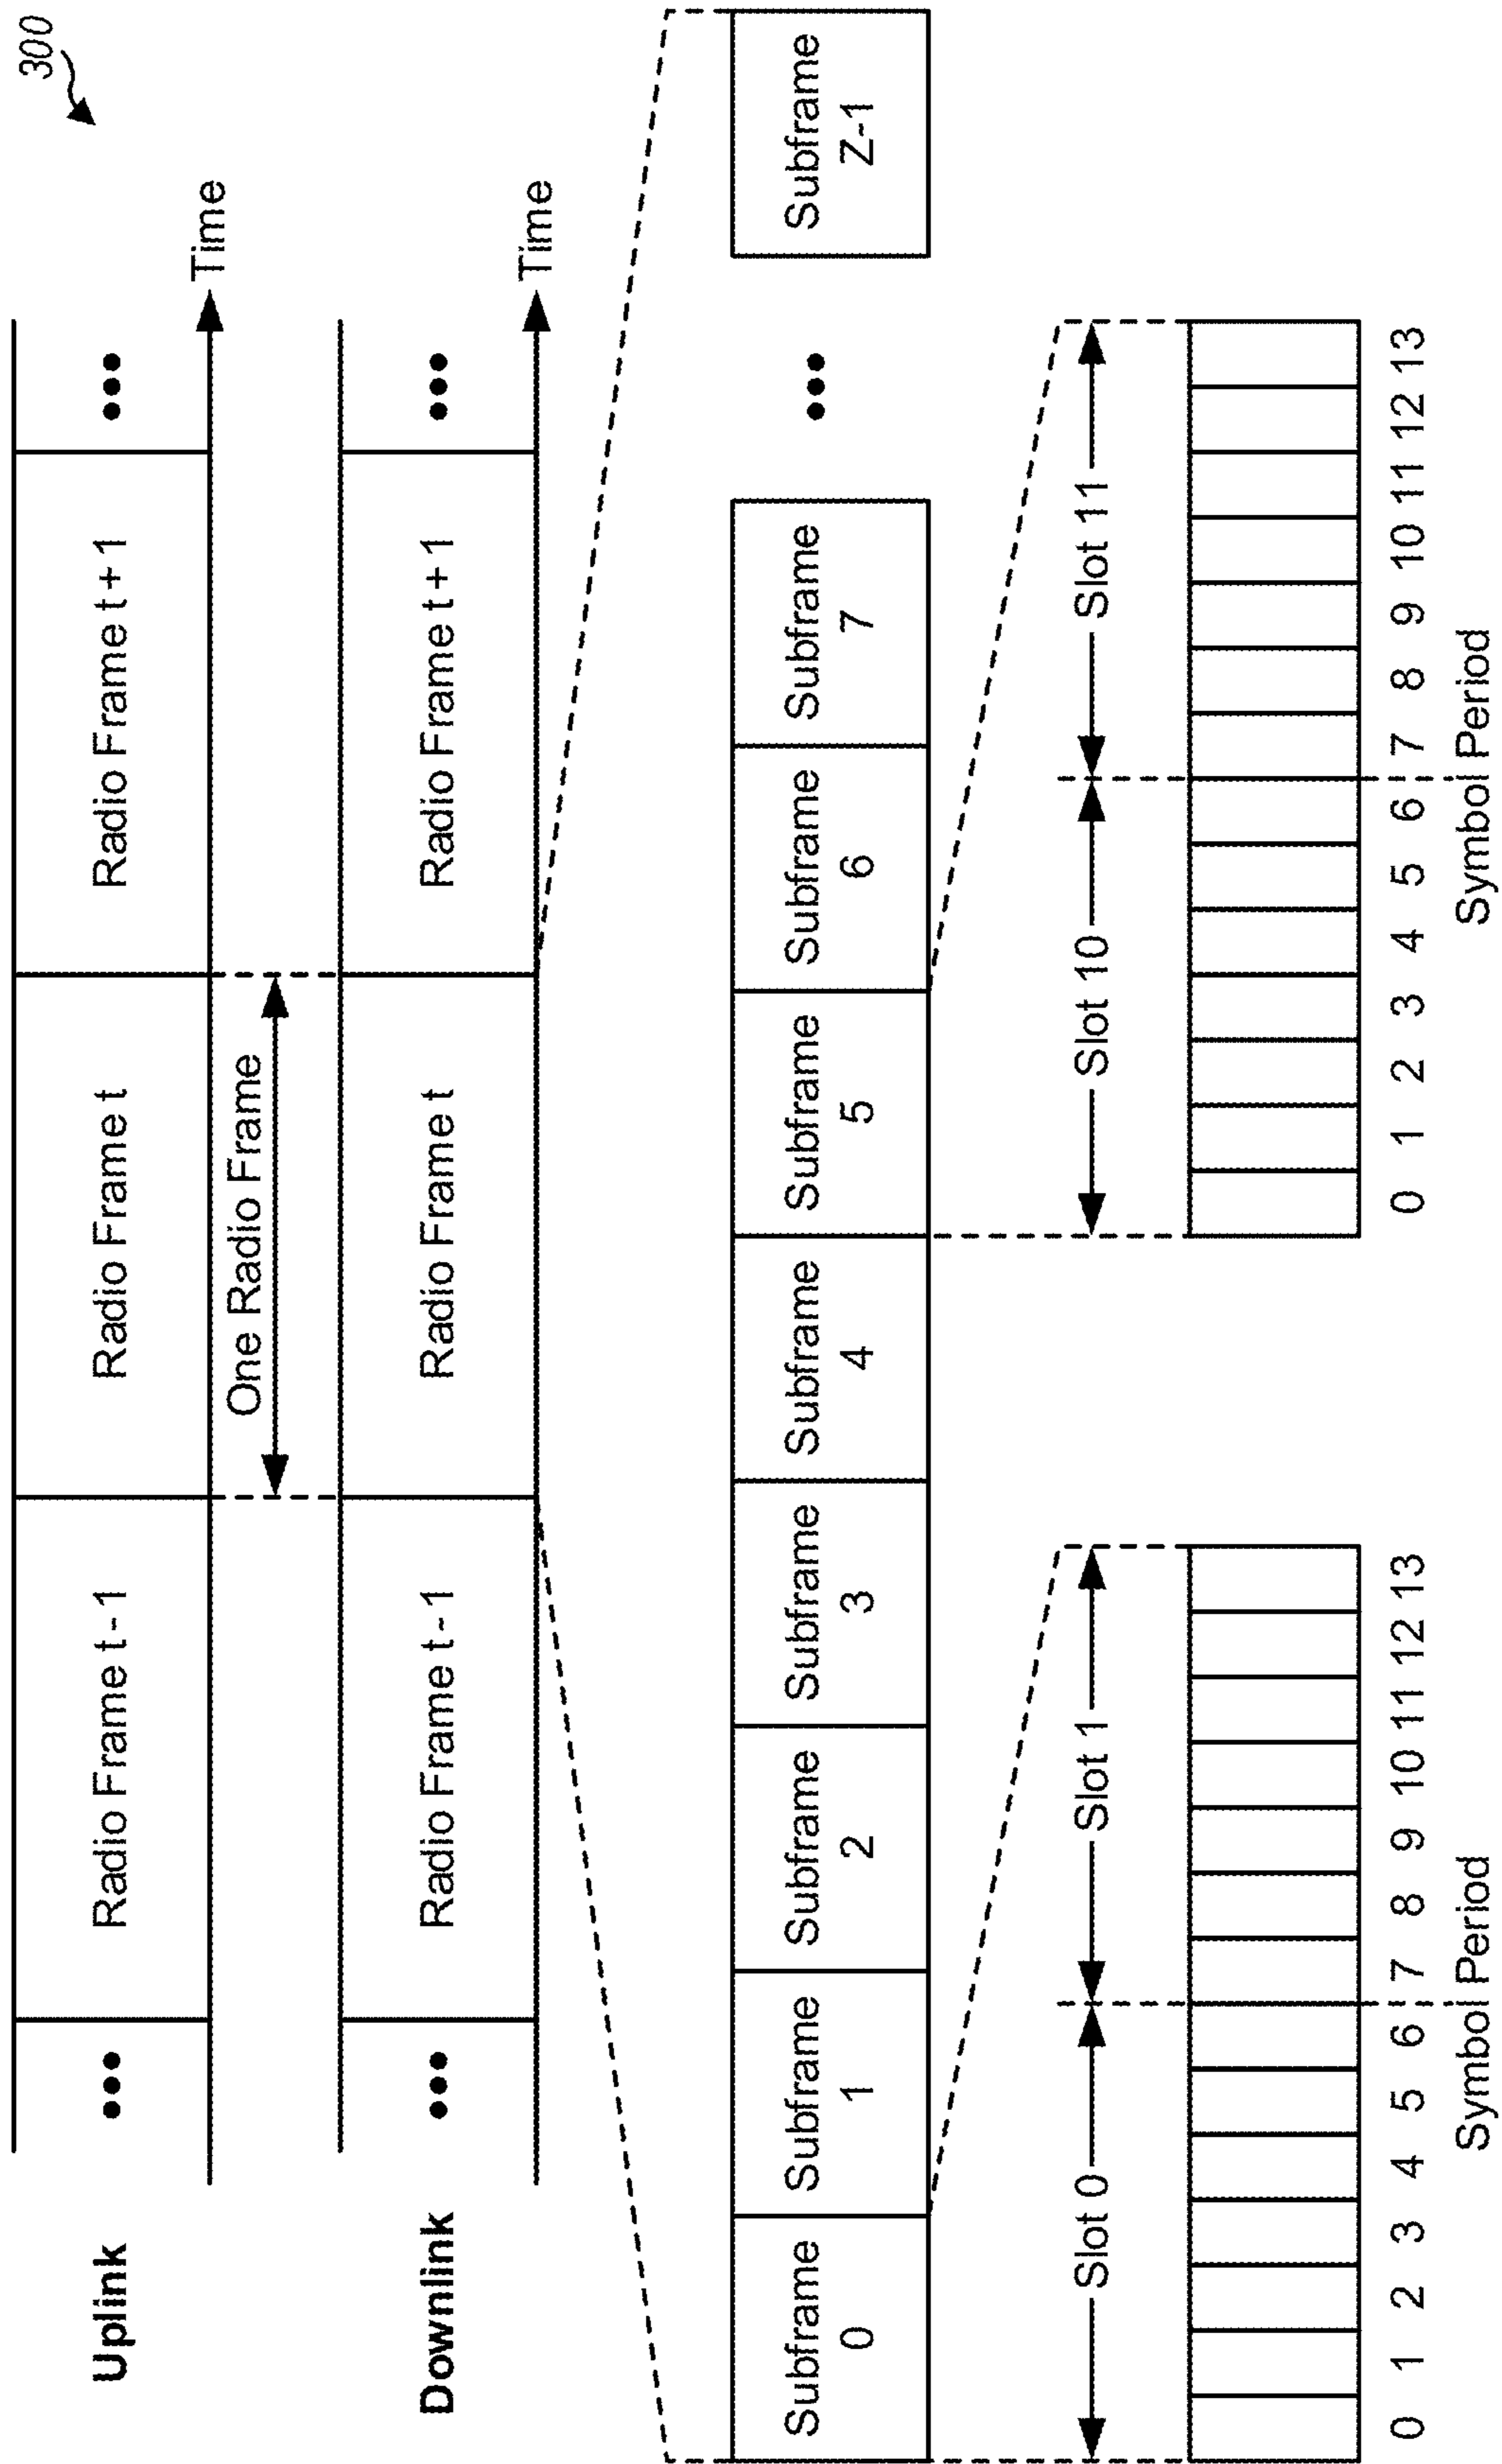 300
Uplink
••• Radio Frame t-1 Radio Frame t Radio Frame t+1 •••
Time
One Radio Frame
Downlink
••• Radio Frame t-1 Radio Frame t Radio Frame t+1 •••
Time
Subframe 0
Subframe 1
Subframe 2
Subframe 3
Subframe 4
Subframe 5
Subframe 6
Subframe 7
•••
Subframe Z-1
Slot 0 Slot 1
0 1 2 3 4 5 6 7 8 9 10 11 12 13
Symbol Period
Slot 10 Slot 11
0 1 2 3 4 5 6 7 8 9 10 11 12 13
Symbol Period